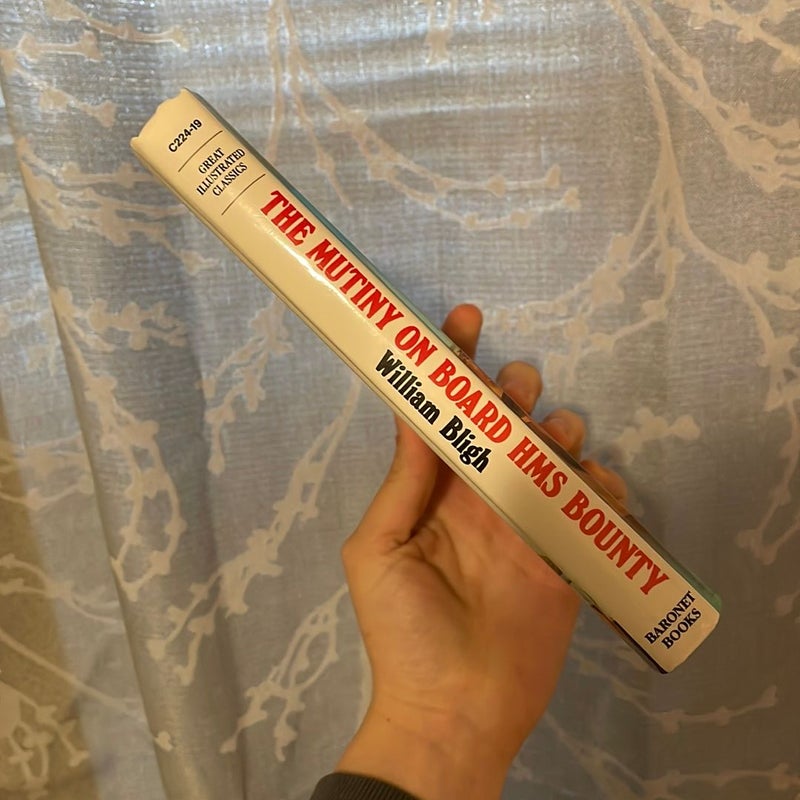 C224-19
GREAT
ILLUSTRATED
CLASSICS
THE MUTINY ON BOARD HMS BOUNTY
William Bligh
BARONET
BOOKS